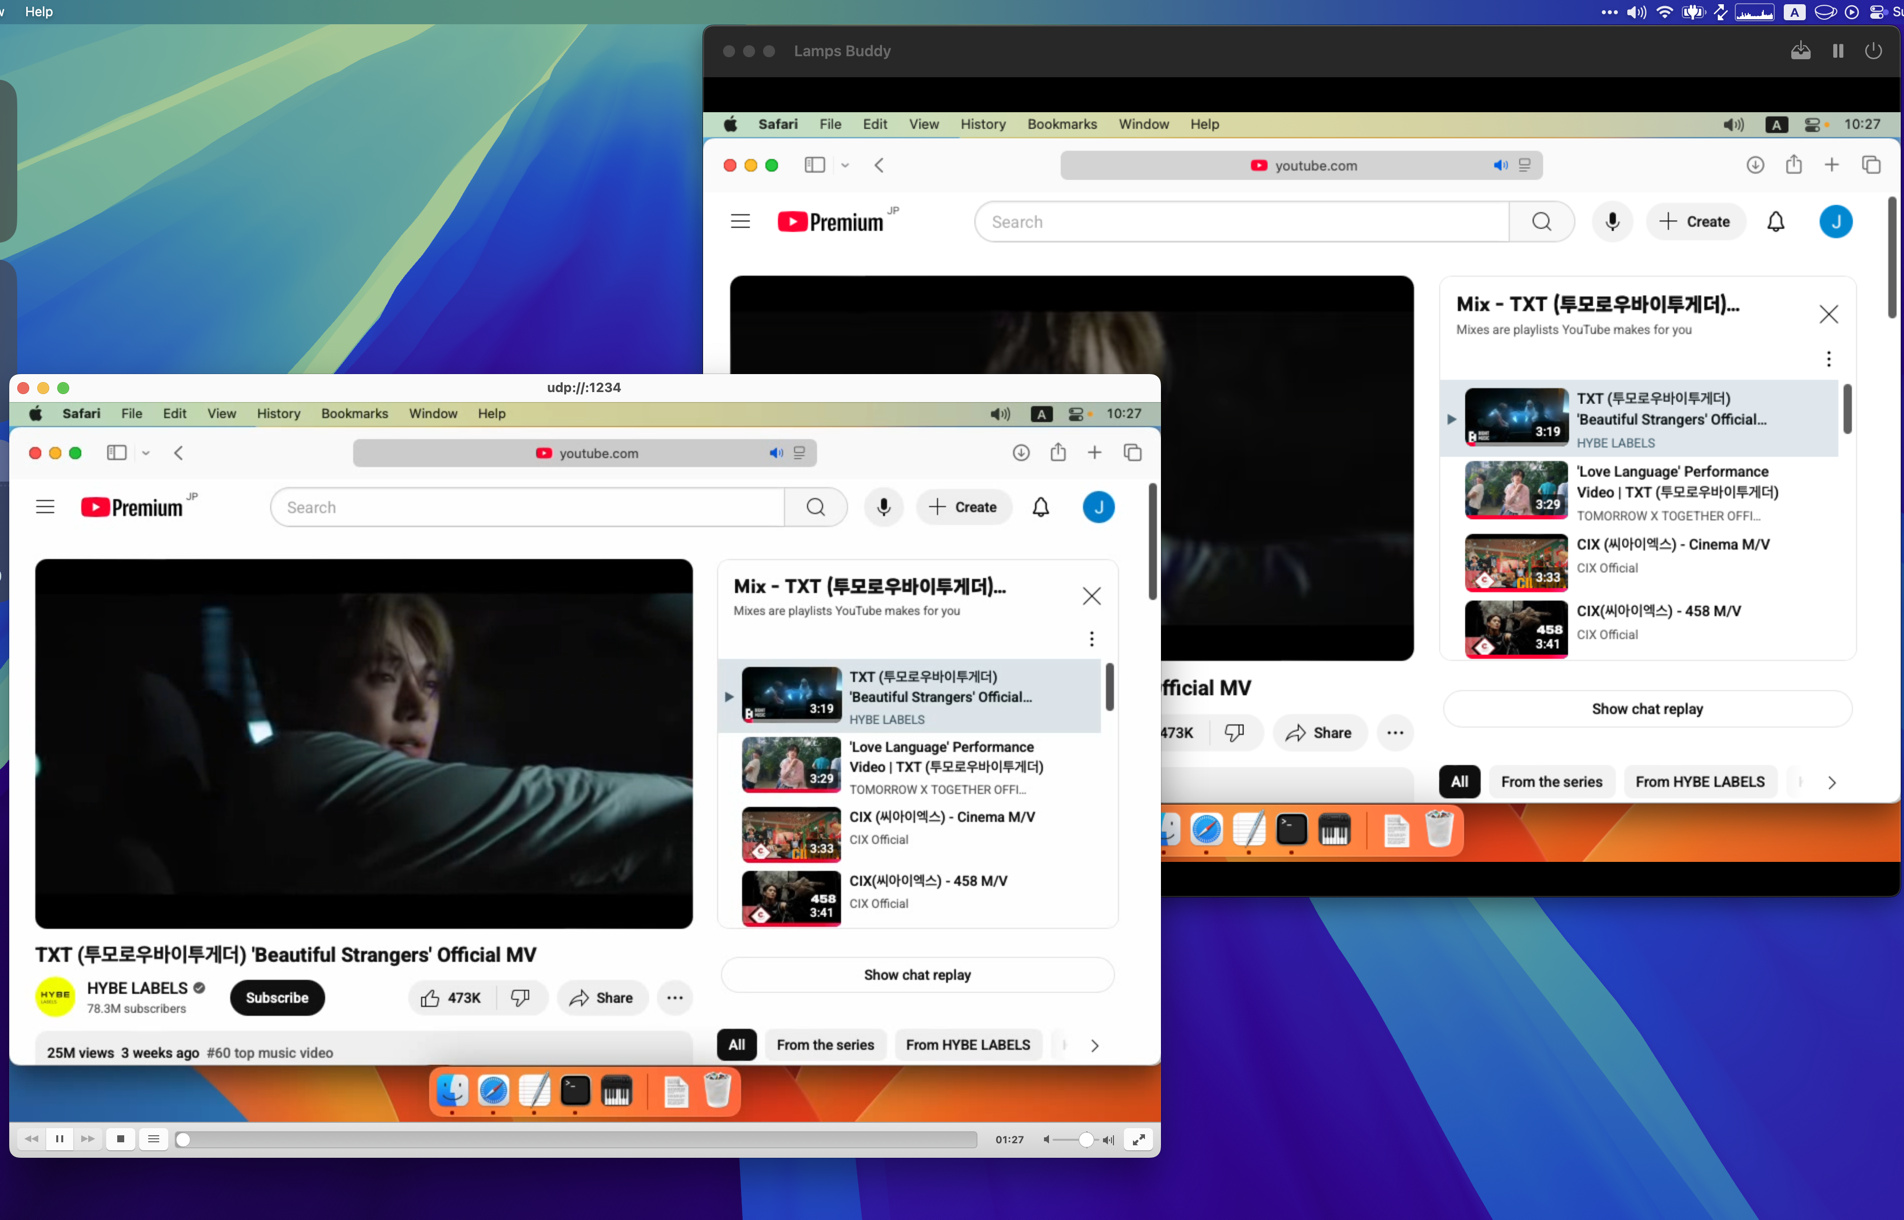 Help
A
Lamps Buddy
Safari File Edit View History Bookmarks Window Help
A 10:27
youtube.com
Premium JP
Search
Create
J
Mix - TXT (투모로우바이투게더)...
Mixes are playlists YouTube makes for you
TXT (투모로우바이투게더)
'Beautiful Strangers' Official...
HYBE LABELS
3:19
'Love Language' Performance
Video | TXT (투모로우바이투게더)
TOMORROW X TOGETHER OFFI...
3:29
CIX (씨아이엑스) - Cinema M/V
CIX Official
3:33
CIX(씨아이엑스) - 458 M/V
CIX Official
458
3:41
fficial MV
473K
Share
Show chat replay
All
From the series
From HYBE LABELS
udp://:1234
Safari File Edit View History Bookmarks Window Help
A 10:27
youtube.com
Premium JP
Search
Create
J
Mix - TXT (투모로우바이투게더)...
Mixes are playlists YouTube makes for you
TXT (투모로우바이투게더)
'Beautiful Strangers' Official...
HYBE LABELS
3:19
'Love Language' Performance
Video | TXT (투모로우바이투게더)
TOMORROW X TOGETHER OFFI...
3:29
CIX (씨아이엑스) - Cinema M/V
CIX Official
3:33
CIX(씨아이엑스) - 458 M/V
CIX Official
458
3:41
TXT (투모로우바이투게더) 'Beautiful Strangers' Official MV
HYBE LABELS
HYBE LABELS
78.3M subscribers
Subscribe
473K
Share
Show chat replay
25M views 3 weeks ago #60 top music video
All
From the series
From HYBE LABELS
01:27